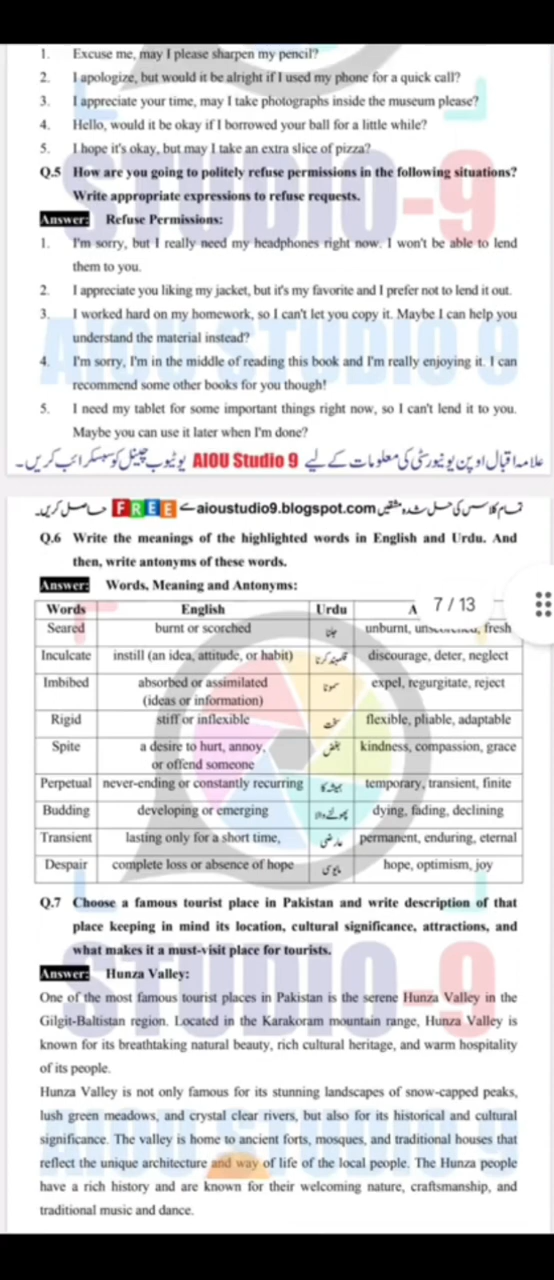 1. Excuse me, may I please sharpen my pencil?
2. I apologize, but would it be alright if I used my phone for a quick call?
3. I appreciate your time, may I take photographs inside the museum please?
4. Hello, would it be okay if I borrowed your ball for a little while?
5. I hope it's okay, but may I take an extra slice of pizza?
Q.5 How are you going to politely refuse permissions in the following situations?
Write appropriate expressions to refuse requests.
Answer: Refuse Permissions:
1. I'm sorry, but I really need my headphones right now. I won't be able to lend
them to you.
2. I appreciate you liking my jacket, but it's my favorite and I prefer not to lend it out.
3. I worked hard on my homework, so I can't let you copy it. Maybe I can help you
understand the material instead?
4. I'm sorry, I'm in the middle of reading this book and I'm really enjoying it. I can
recommend some other books for you though!
5. I need my tablet for some important things right now, so I can't lend it to you.
Maybe you can use it later when I'm done?
علامہ اقبال اوپن یونیورسٹی کی معلومات کے لیے AIOU Studio 9 یوٹیوب چینل کو سبسکرائب کریں۔
تمام کلاس کی حل شدہ مشقیں aioustudio9.blogspot.com سے FREE حاصل کریں۔
Q.6 Write the meanings of the highlighted words in English and Urdu. And
then, write antonyms of these words.
Answer: Words, Meaning and Antonyms:
Words English Urdu A 7 / 13
Seared burnt or scorched جلنا unburnt, fresh
Inculcate instill (an idea, attitude, or habit) discourage, deter, neglect
Imbibed absorbed or assimilated سمونا expel, regurgitate, reject
(ideas or information)
Rigid stiff or inflexible سخت flexible, pliable, adaptable
Spite a desire to hurt, annoy, بغض kindness, compassion, grace
or offend someone
Perpetual never-ending or constantly recurring ہمیشہ کا temporary, transient, finite
Budding developing or emerging پھوٹنے والا dying, fading, declining
Transient lasting only for a short time, عارضی permanent, enduring, eternal
Despair complete loss or absence of hope مایوسی hope, optimism, joy
Q.7 Choose a famous tourist place in Pakistan and write description of that
place keeping in mind its location, cultural significance, attractions, and
what makes it a must-visit place for tourists.
Answer: Hunza Valley:
One of the most famous tourist places in Pakistan is the serene Hunza Valley in the
Gilgit-Baltistan region. Located in the Karakoram mountain range, Hunza Valley is
known for its breathtaking natural beauty, rich cultural heritage, and warm hospitality
of its people.
Hunza Valley is not only famous for its stunning landscapes of snow-capped peaks,
lush green meadows, and crystal clear rivers, but also for its historical and cultural
significance. The valley is home to ancient forts, mosques, and traditional houses that
reflect the unique architecture and way of life of the local people. The Hunza people
have a rich history and are known for their welcoming nature, craftsmanship, and
traditional music and dance.